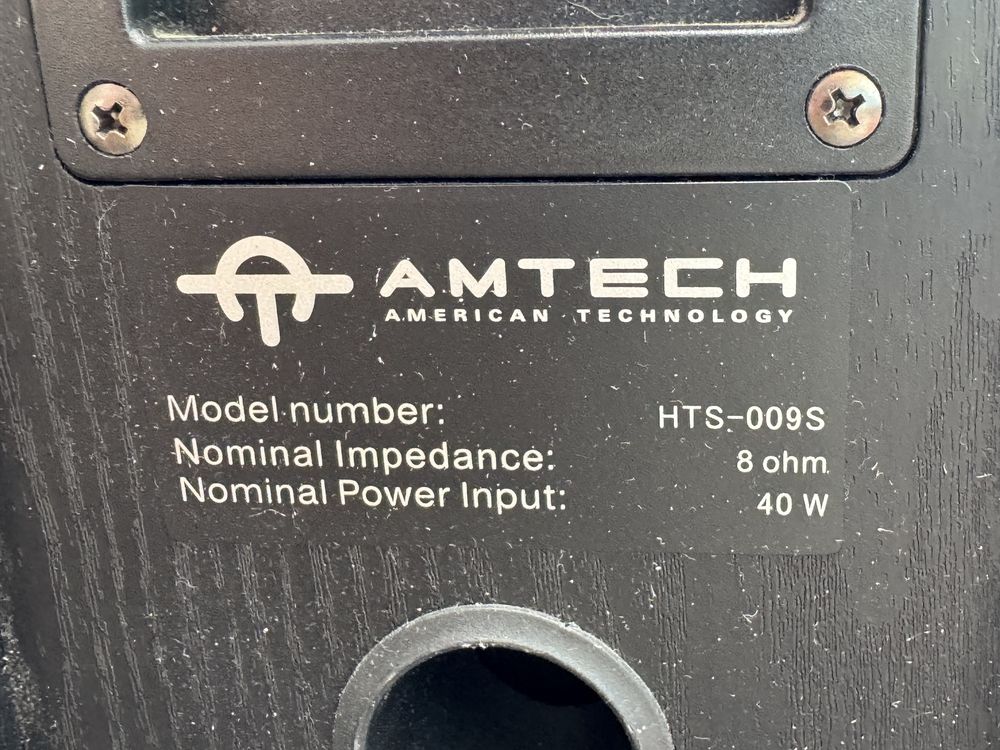 AMTECH
AMERICAN · TECHNOLOGY
Model number: HTS-009S
Nominal Impedance: 8 ohm
Nominal Power Input: 40 W